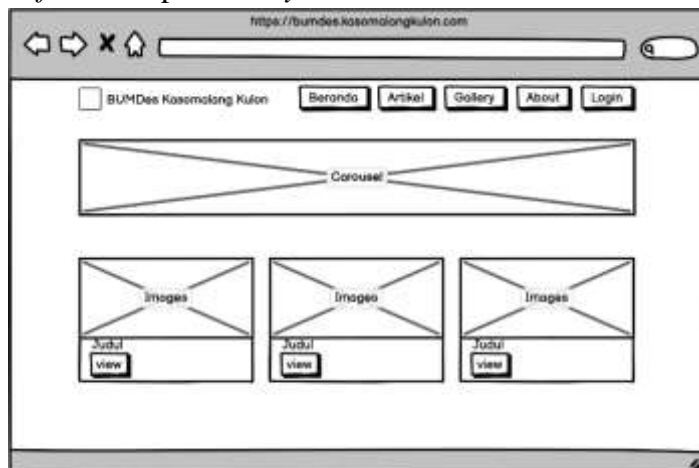 https://bumdes.kasomalangkulon.com
BUMDes Kasomalang Kulon Beranda Artikel Gallery About Login
Carousel
Images Images Images
Judul Judul Judul
view view view